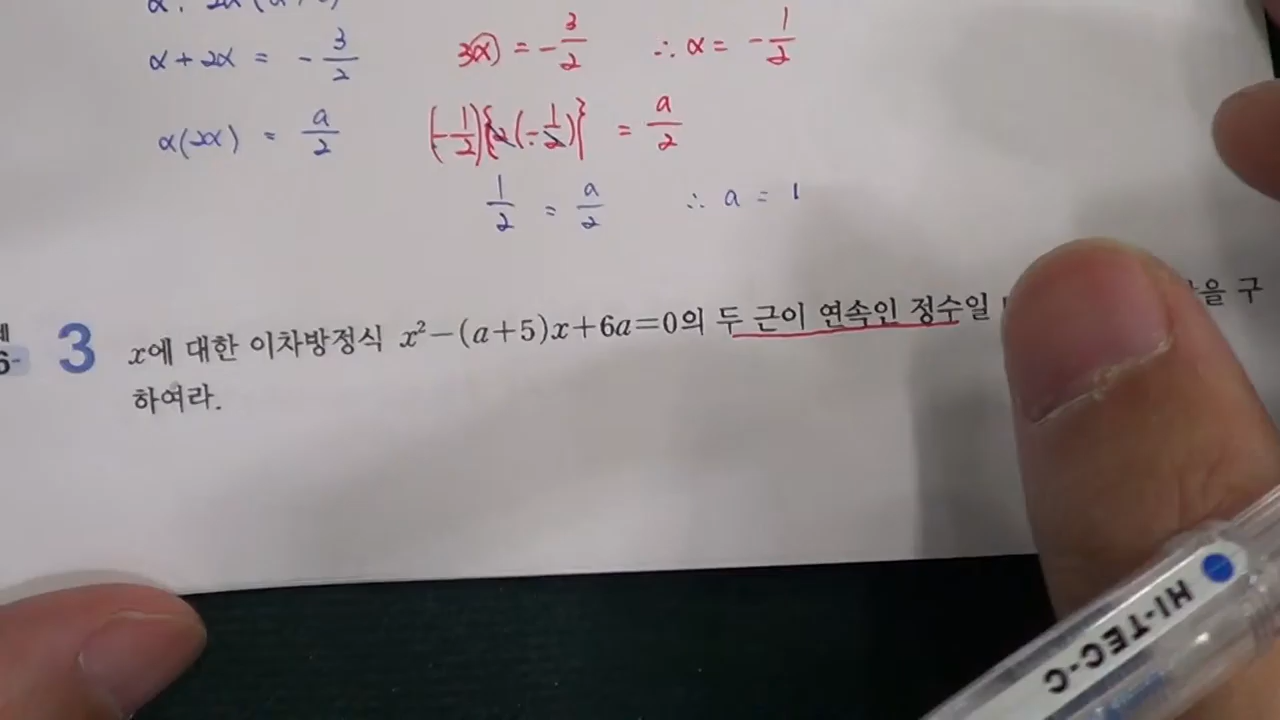 α + 2α = - 3/2    3α = - 3/2    ∴ α = - 1/2
α(2α) = a/2    (- 1/2){2(- 1/2)} = a/2
1/2 = a/2    ∴ a = 1
3 x에 대한 이차방정식 x²-(a+5)x+6a=0의 두 근이 연속인 정수일 을 구
하여라.
HI-TEC-C